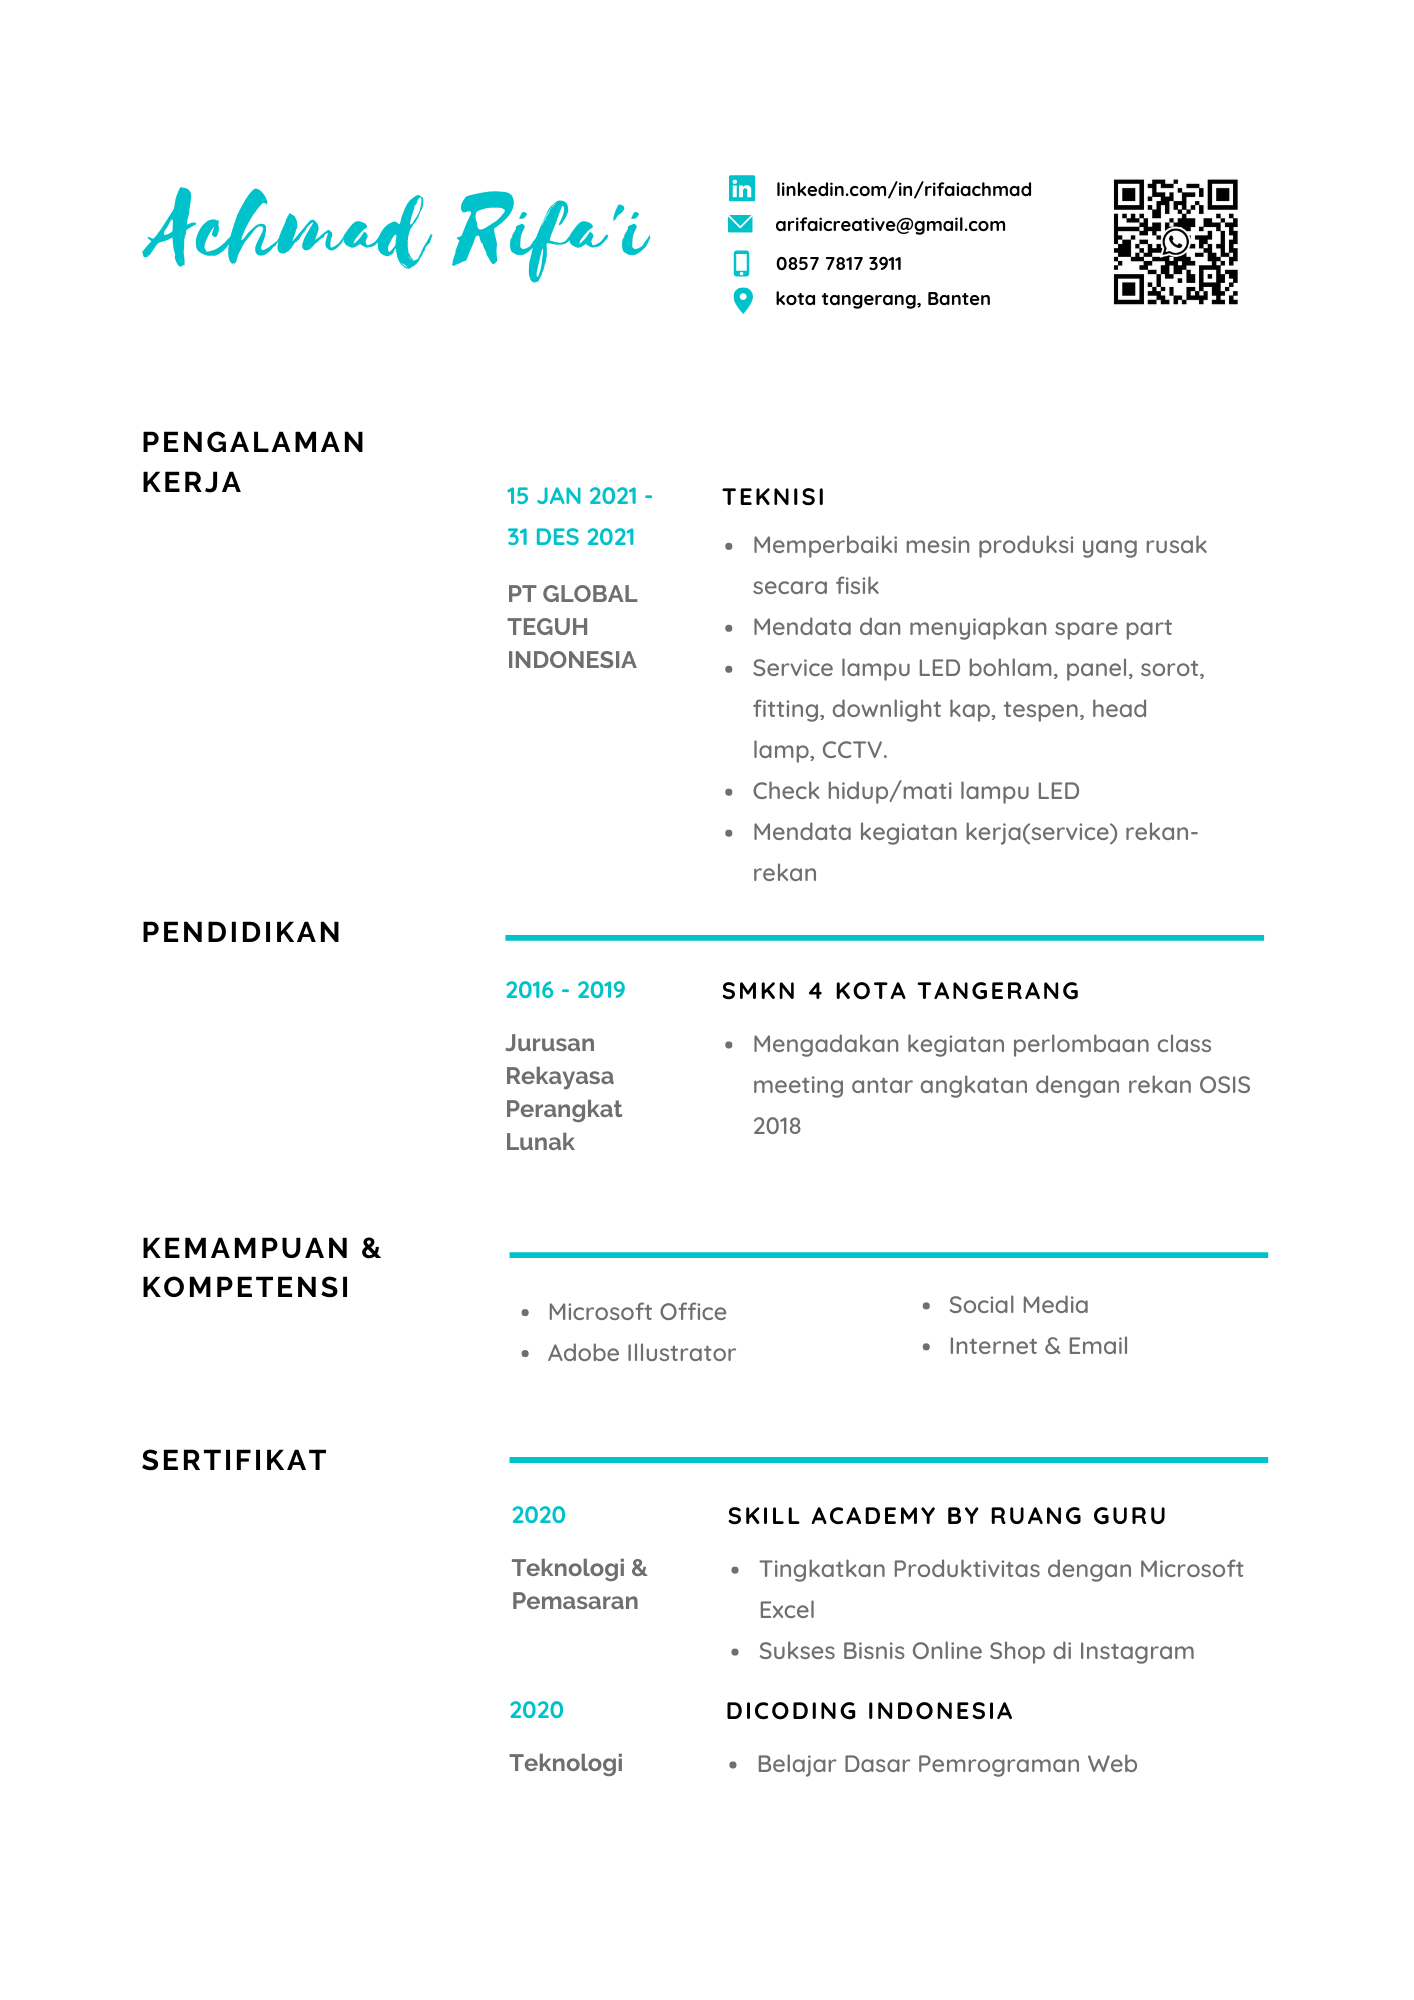 Achmad Rifa'i
linkedin.com/in/rifaiachmad
arifaicreative@gmail.com
0857 7817 3911
kota tangerang, Banten
PENGALAMAN
KERJA
15 JAN 2021 -
31 DES 2021
PT GLOBAL
TEGUH
INDONESIA
TEKNISI
• Memperbaiki mesin produksi yang rusak
secara fisik
• Mendata dan menyiapkan spare part
• Service lampu LED bohlam, panel, sorot,
fitting, downlight kap, tespen, head
lamp, CCTV.
• Check hidup/mati lampu LED
• Mendata kegiatan kerja(service) rekan-
rekan
PENDIDIKAN
2016 - 2019
Jurusan
Rekayasa
Perangkat
Lunak
SMKN 4 KOTA TANGERANG
• Mengadakan kegiatan perlombaan class
meeting antar angkatan dengan rekan OSIS
2018
KEMAMPUAN &
KOMPETENSI
• Microsoft Office
• Adobe Illustrator
• Social Media
• Internet & Email
SERTIFIKAT
2020
Teknologi &
Pemasaran
SKILL ACADEMY BY RUANG GURU
• Tingkatkan Produktivitas dengan Microsoft
Excel
• Sukses Bisnis Online Shop di Instagram
2020
Teknologi
DICODING INDONESIA
• Belajar Dasar Pemrograman Web